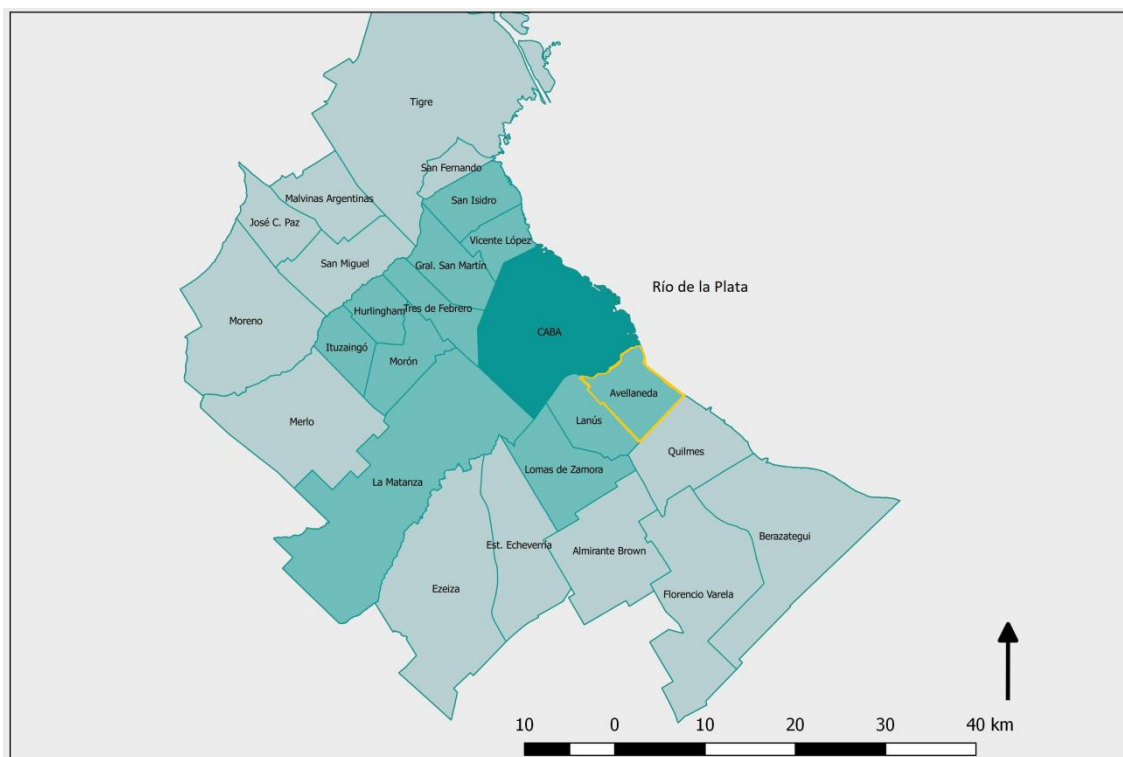 Tigre
San Fernando
Malvinas Argentinas
San Isidro
José C. Paz
Vicente López
San Miguel
Gral. San Martín
Río de la Plata
Hurlingham
Tres de Febrero
Moreno
CABA
Ituzaingó
Morón
Avellaneda
Merlo
Lanús
Quilmes
Lomas de Zamora
La Matanza
Berazategui
Est. Echeverría
Almirante Brown
Ezeiza
Florencio Varela
10 0 10 20 30 40 km